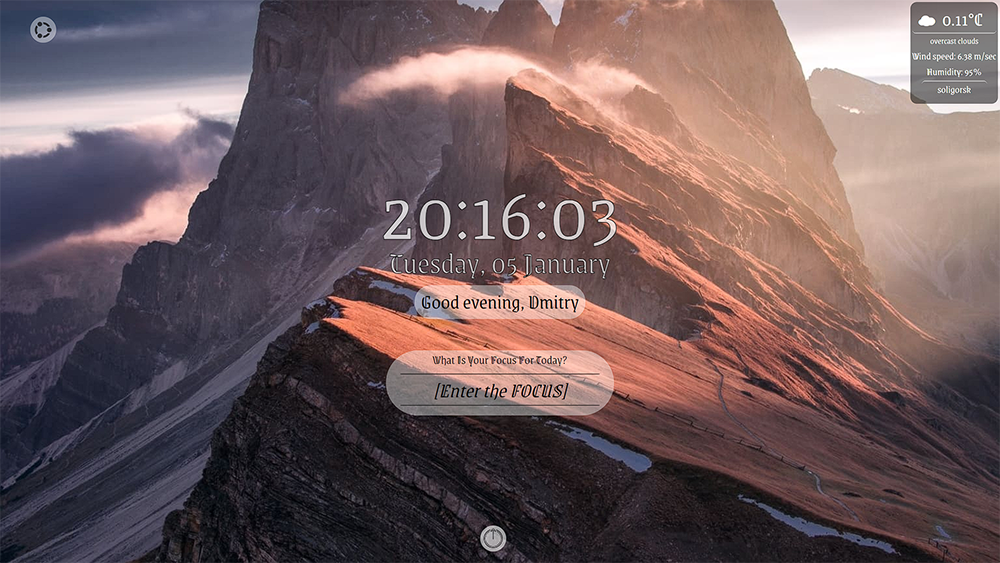 0.11°C
overcast clouds
Wind speed: 6.38 m/sec
Humidity: 95%
soligorsk
20:16:03
Tuesday, 05 January
Good evening, Dmitry
What Is Your Focus For Today?
[Enter the FOCUS]